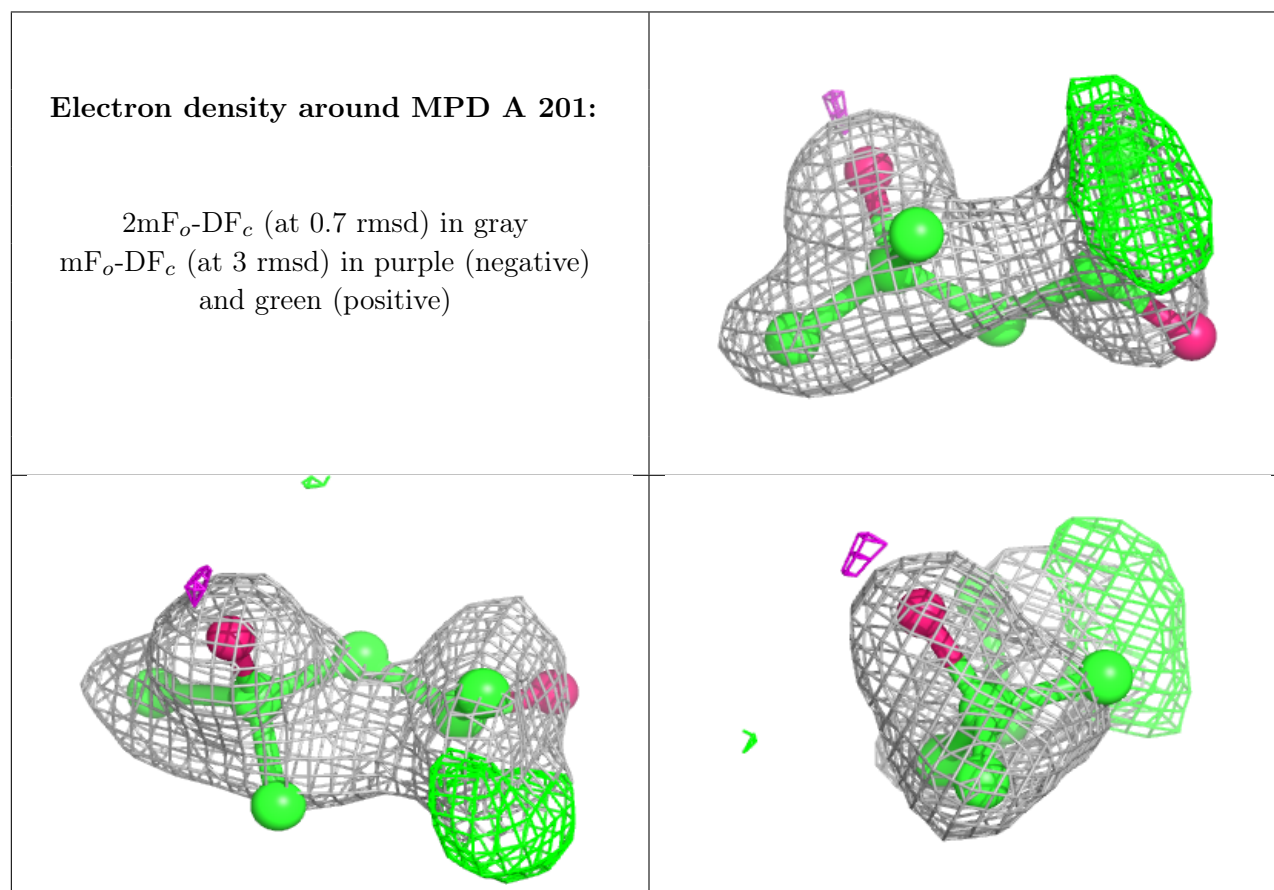 Electron density around MPD A 201:
2mFₒ-DF𝒸 (at 0.7 rmsd) in gray
mFₒ-DF𝒸 (at 3 rmsd) in purple (negative)
and green (positive)